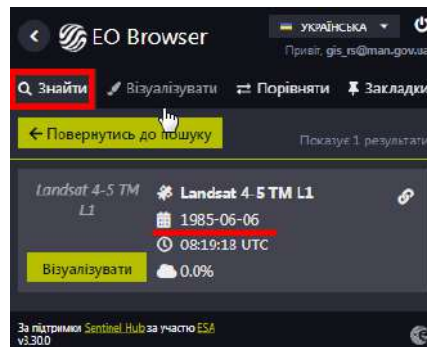 EO Browser
УКРАЇНСЬКА
Привіт, gis_rs@man.gov.ua
Знайти Візуалізувати Порівняти Закладки
Повернутись до пошуку
Показує 1 результати
Landsat 4-5 TM L1
Landsat 4-5 TM L1
1985-06-06
08:19:18 UTC
Візуалізувати
0.0%
За підтримки Sentinel Hub за участю ESA
v3.30.0